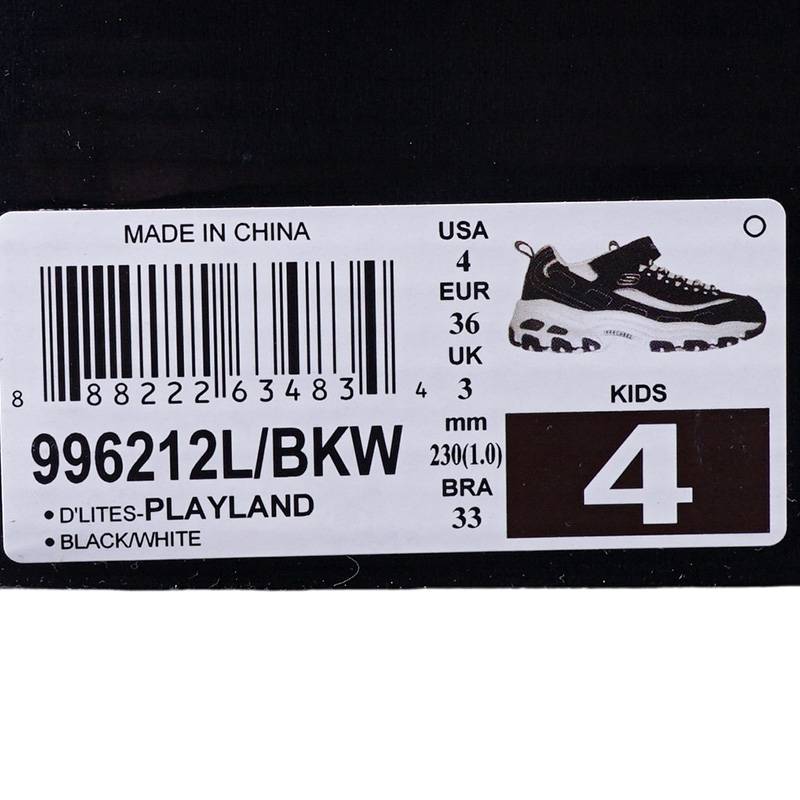 MADE IN CHINA
8 88222 63483 4
996212L/BKW
• D'LITES-PLAYLAND
• BLACK/WHITE
USA
4
EUR
36
UK
3
mm
230(1.0)
BRA
33
KIDS
4